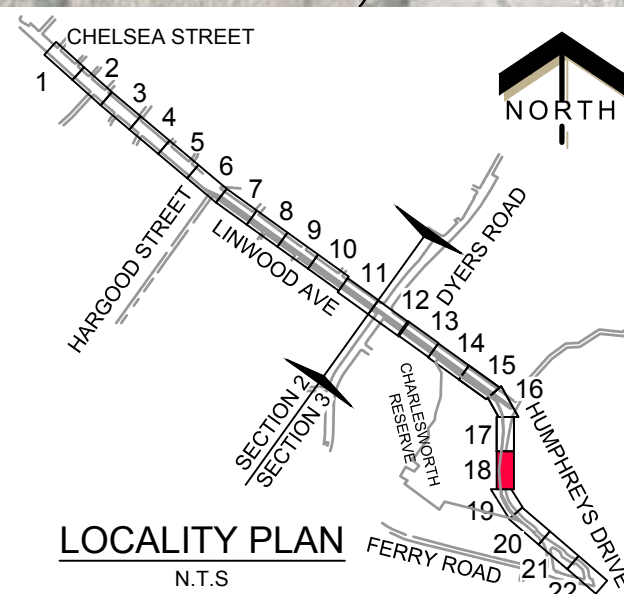 CHELSEA STREET
NORTH
1
2
3
4
5
6
7
8
9
10
11
12
13
14
15
16
17
18
19
20
21
22
HARGOOD STREET
LINWOOD AVE
DYERS ROAD
SECTION 2
SECTION 3
CHARLESWORTH
RESERVE
HUMPHREYS DRIVE
FERRY ROAD
LOCALITY PLAN
N.T.S